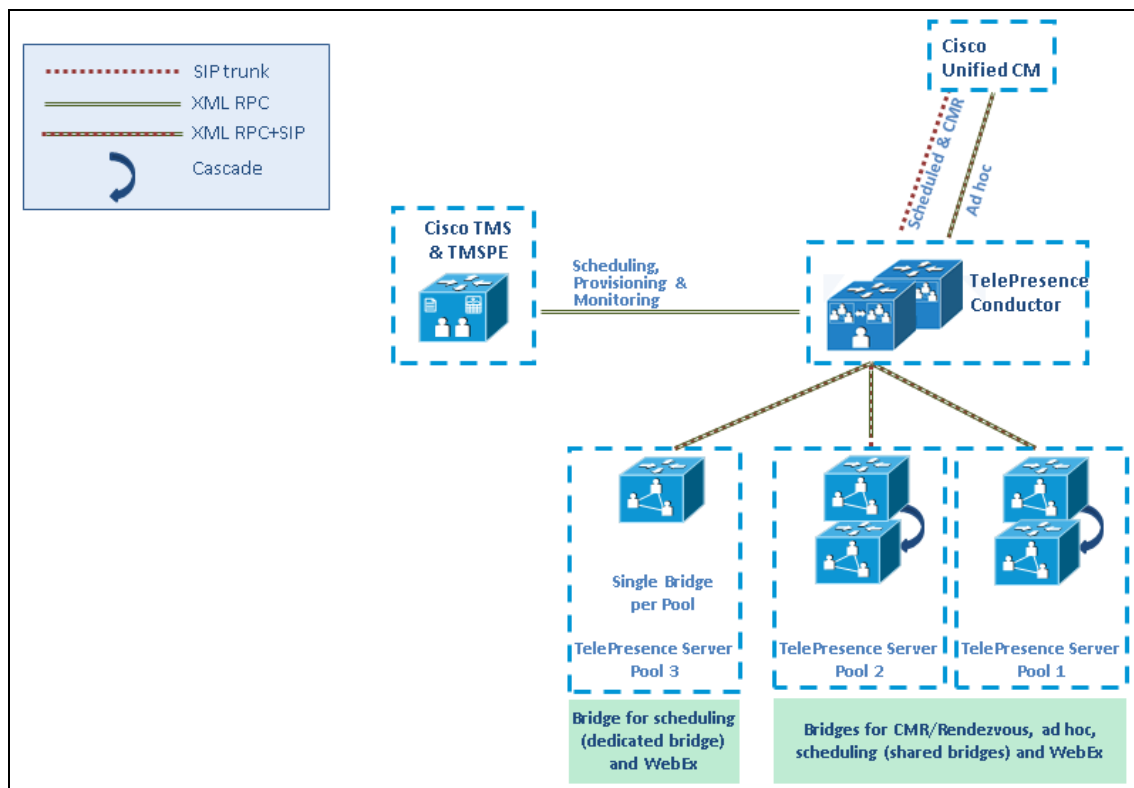 SIP trunk
XML RPC
XML RPC+SIP
Cascade
Cisco
Unified CM
Scheduled & CMR
Ad hoc
Cisco TMS
& TMSPE
Scheduling,
Provisioning &
Monitoring
TelePresence
Conductor
Single Bridge
per Pool
TelePresence Server
Pool 3
TelePresence Server
Pool 2
TelePresence Server
Pool 1
Bridge for scheduling
(dedicated bridge)
and WebEx
Bridges for CMR/Rendezvous, ad hoc,
scheduling (shared bridges) and WebEx